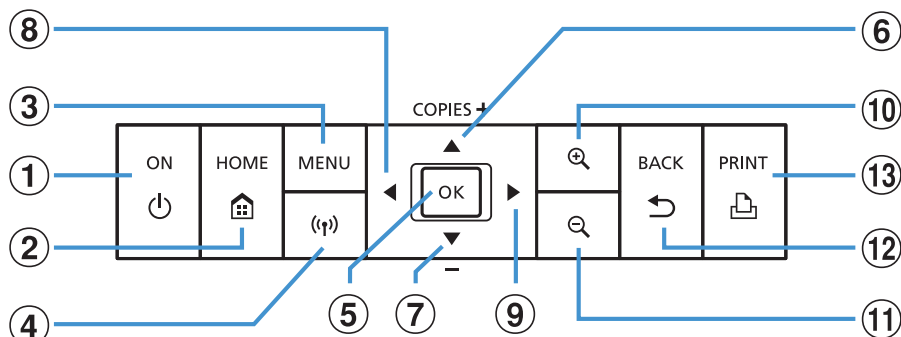 ⑧ ⑥
③ COPIES + ⑩
① ON HOME MENU OK BACK PRINT ⑬
② ⑫
−
④ ⑤ ⑦ ⑨ ⑪